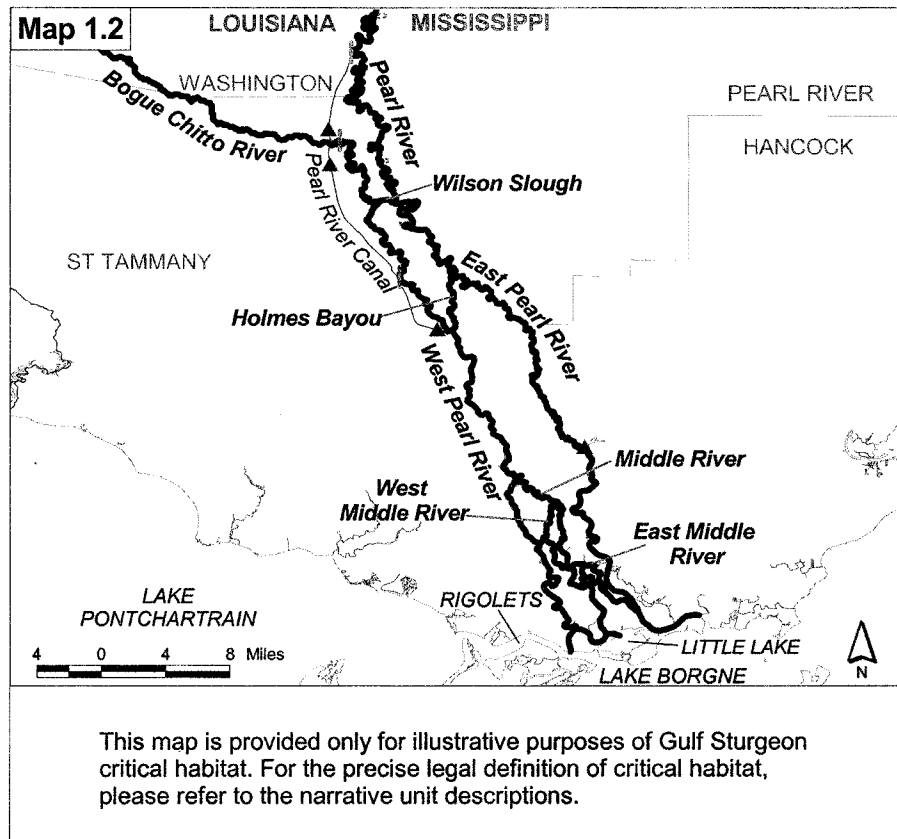 Map 1.2
LOUISIANA
MISSISSIPPI
WASHINGTON
Pearl River
PEARL RIVER
Bogue Chitto River
HANCOCK
Wilson Slough
Pearl River Canal
ST TAMMANY
East Pearl River
Holmes Bayou
West Pearl River
Middle River
West
Middle River
East Middle
River
LAKE
PONTCHARTRAIN
RIGOLETS
LITTLE LAKE
4 0 4 8 Miles
LAKE BORGNE
N
This map is provided only for illustrative purposes of Gulf Sturgeon
critical habitat. For the precise legal definition of critical habitat,
please refer to the narrative unit descriptions.